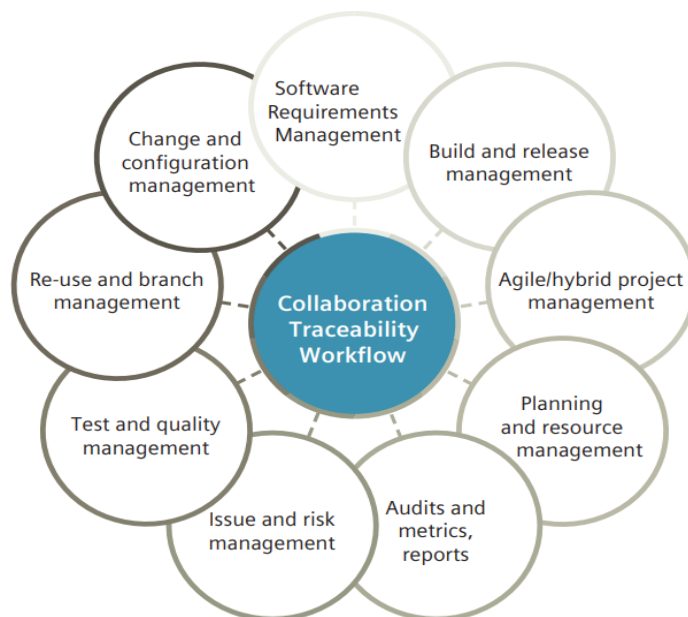 Software
Requirements
Management
Build and release
management
Agile/hybrid project
management
Planning
and resource
management
Audits and
metrics,
reports
Issue and risk
management
Test and quality
management
Re-use and branch
management
Change and
configuration
management
Collaboration
Traceability
Workflow